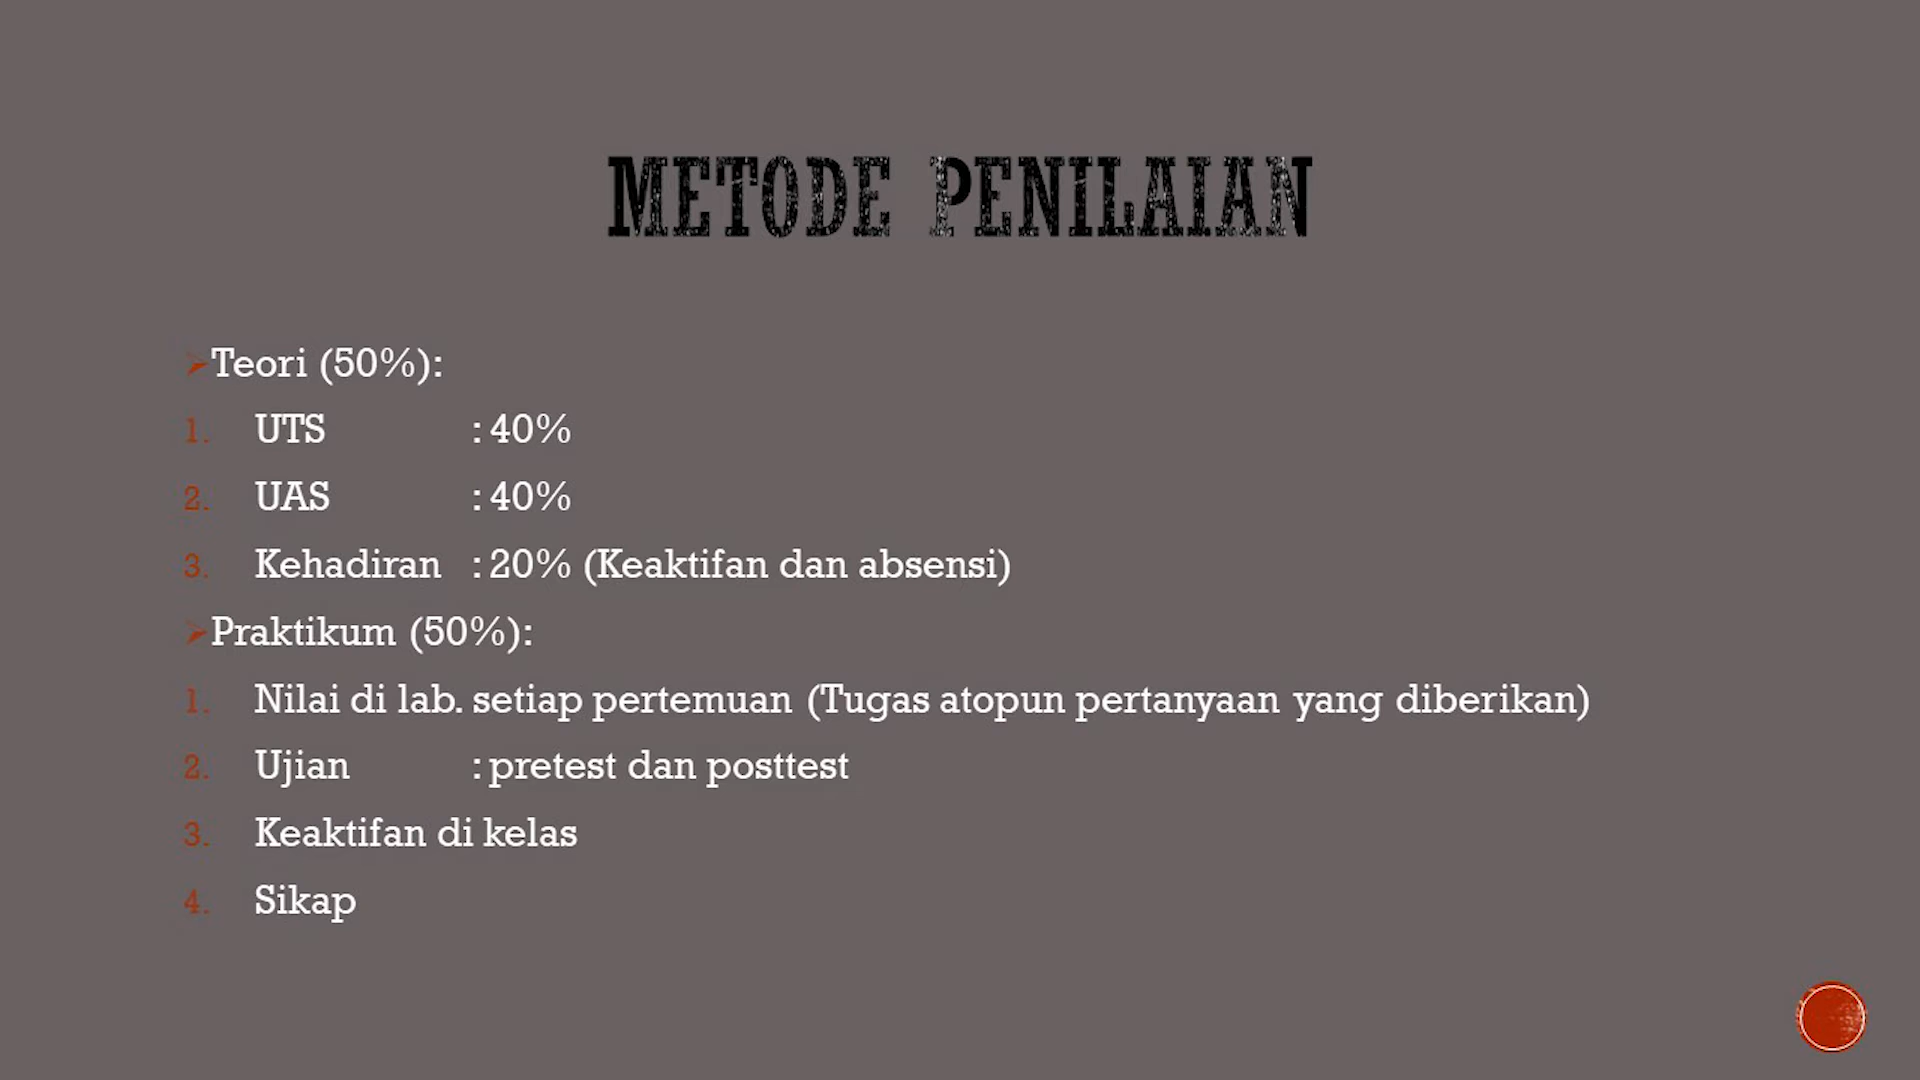 METODE PENILAIAN
➢Teori (50%):
1. UTS : 40%
2. UAS : 40%
3. Kehadiran : 20% (Keaktifan dan absensi)
➢Praktikum (50%):
1. Nilai di lab. setiap pertemuan (Tugas atopun pertanyaan yang diberikan)
2. Ujian : pretest dan posttest
3. Keaktifan di kelas
4. Sikap